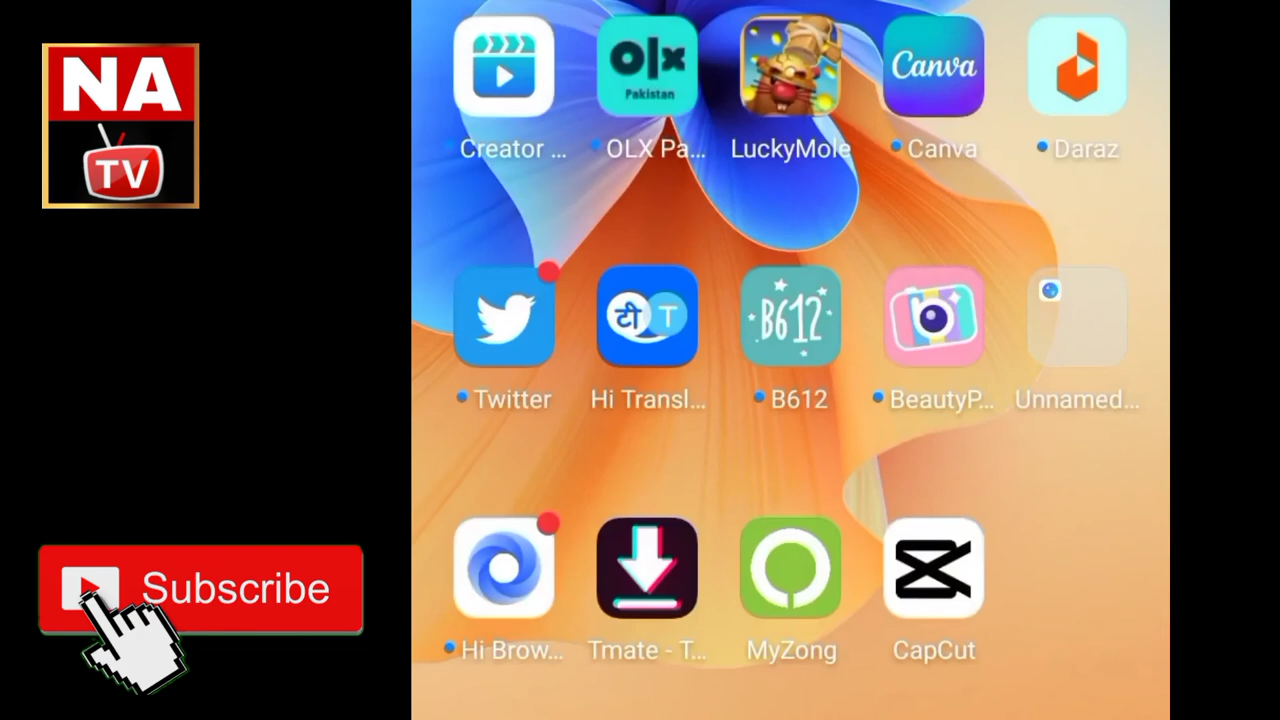 NA
TV
Subscribe
olx
Pakistan
Canva
Creator ...
OLX Pa...
LuckyMole
Canva
Daraz
टी T
B612
Twitter
Hi Transl...
B612
BeautyP...
Unnamed...
Hi Brow...
Tmate - T...
MyZong
CapCut